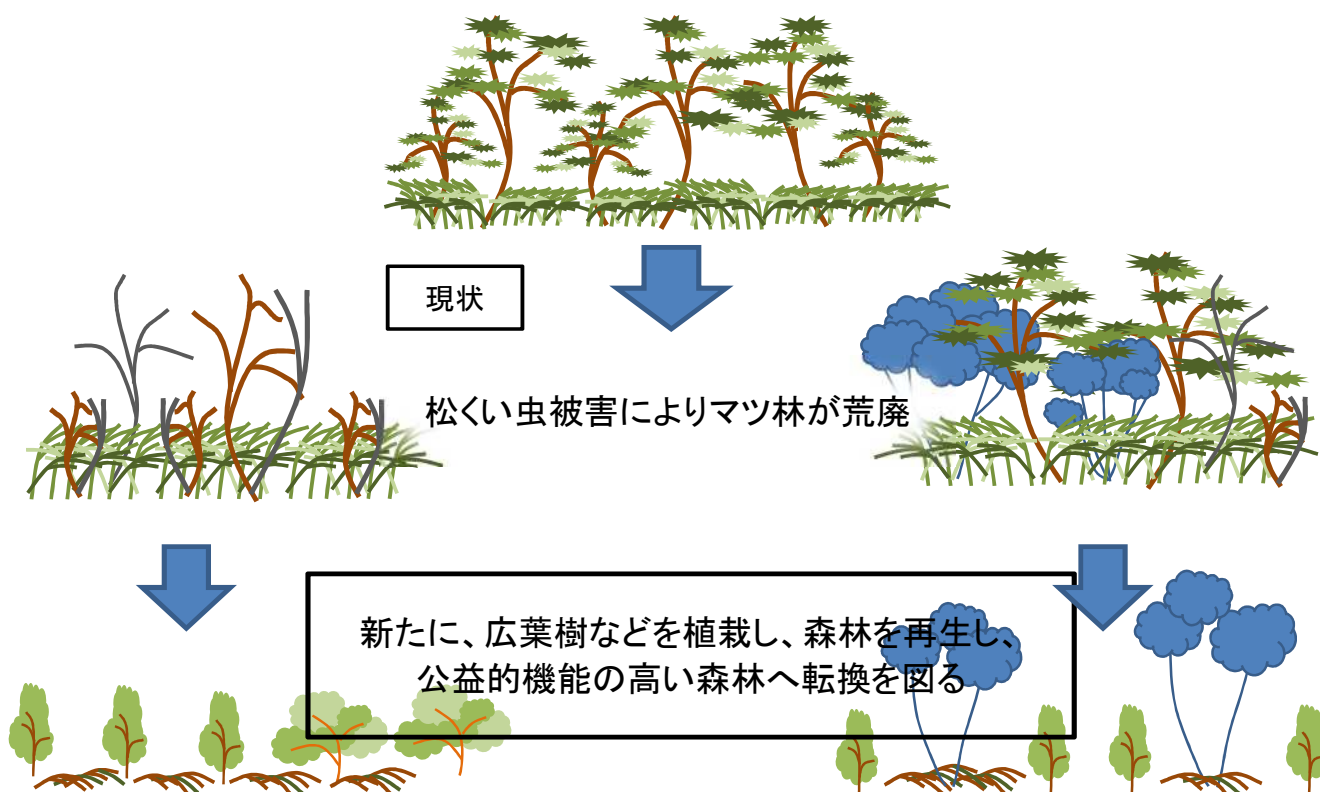 現状
松くい虫被害によりマツ林が荒廃
新たに、広葉樹などを植栽し、森林を再生し、
公益的機能の高い森林へ転換を図る